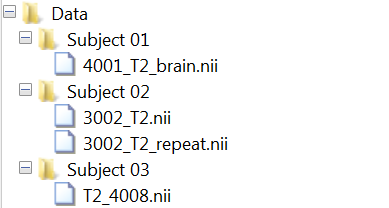 Data
Subject 01
4001_T2_brain.nii
Subject 02
3002_T2.nii
3002_T2_repeat.nii
Subject 03
T2_4008.nii